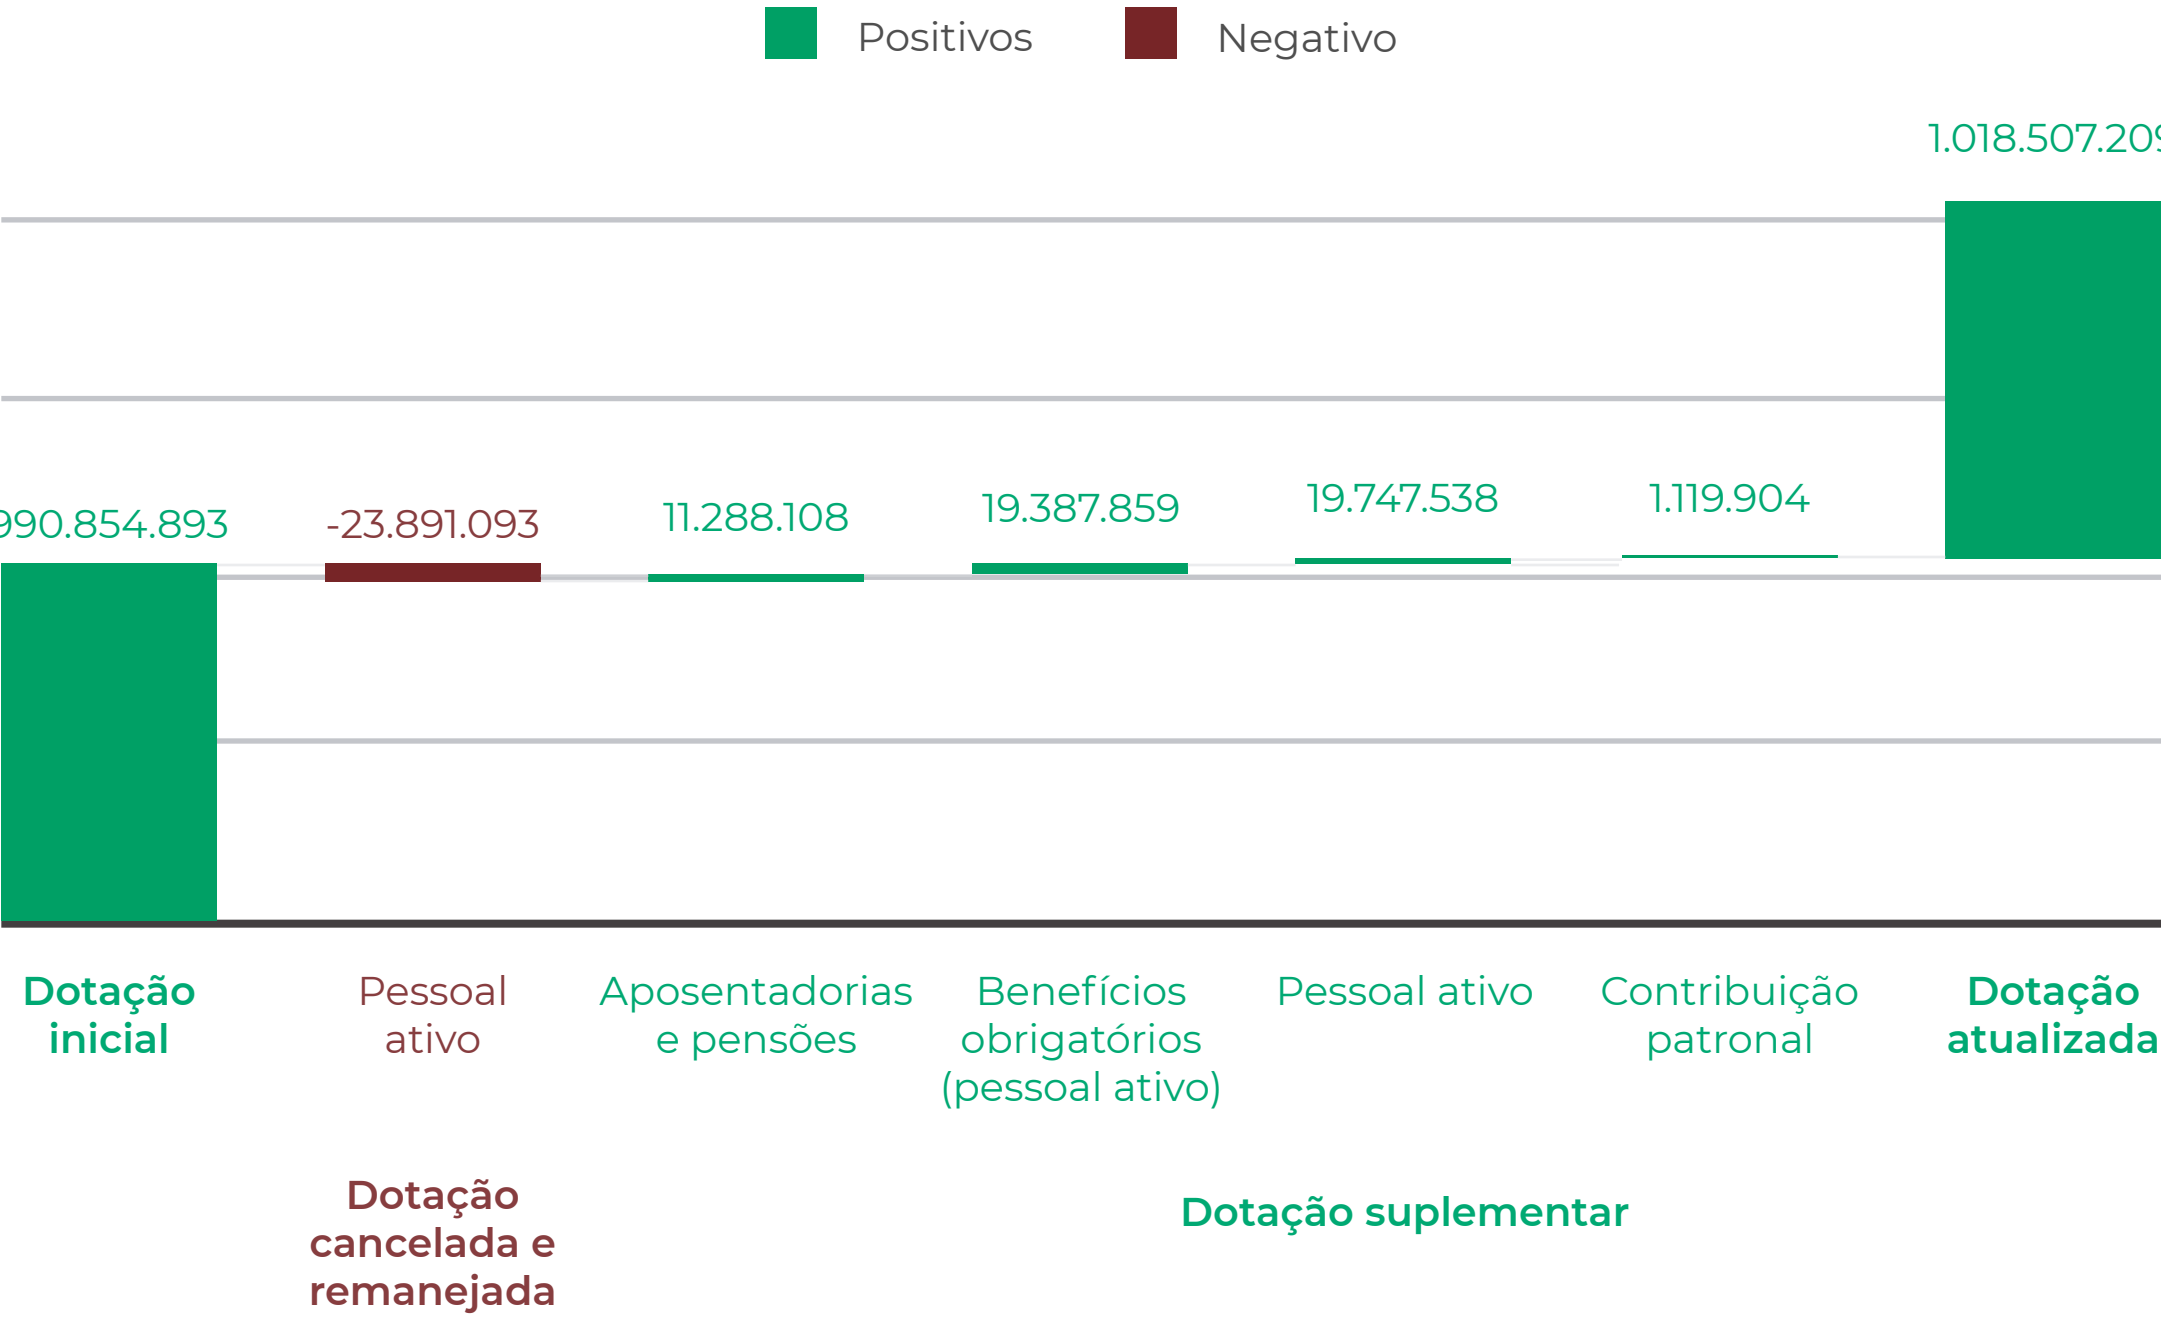 Positivos
Negativo
1.018.507.209
990.854.893
-23.891.093
11.288.108
19.387.859
19.747.538
1.119.904
Dotação
inicial
Pessoal
ativo
Aposentadorias
e pensões
Benefícios
obrigatórios
(pessoal ativo)
Pessoal ativo
Contribuição
patronal
Dotação
atualizada
Dotação
cancelada e
remanejada
Dotação suplementar